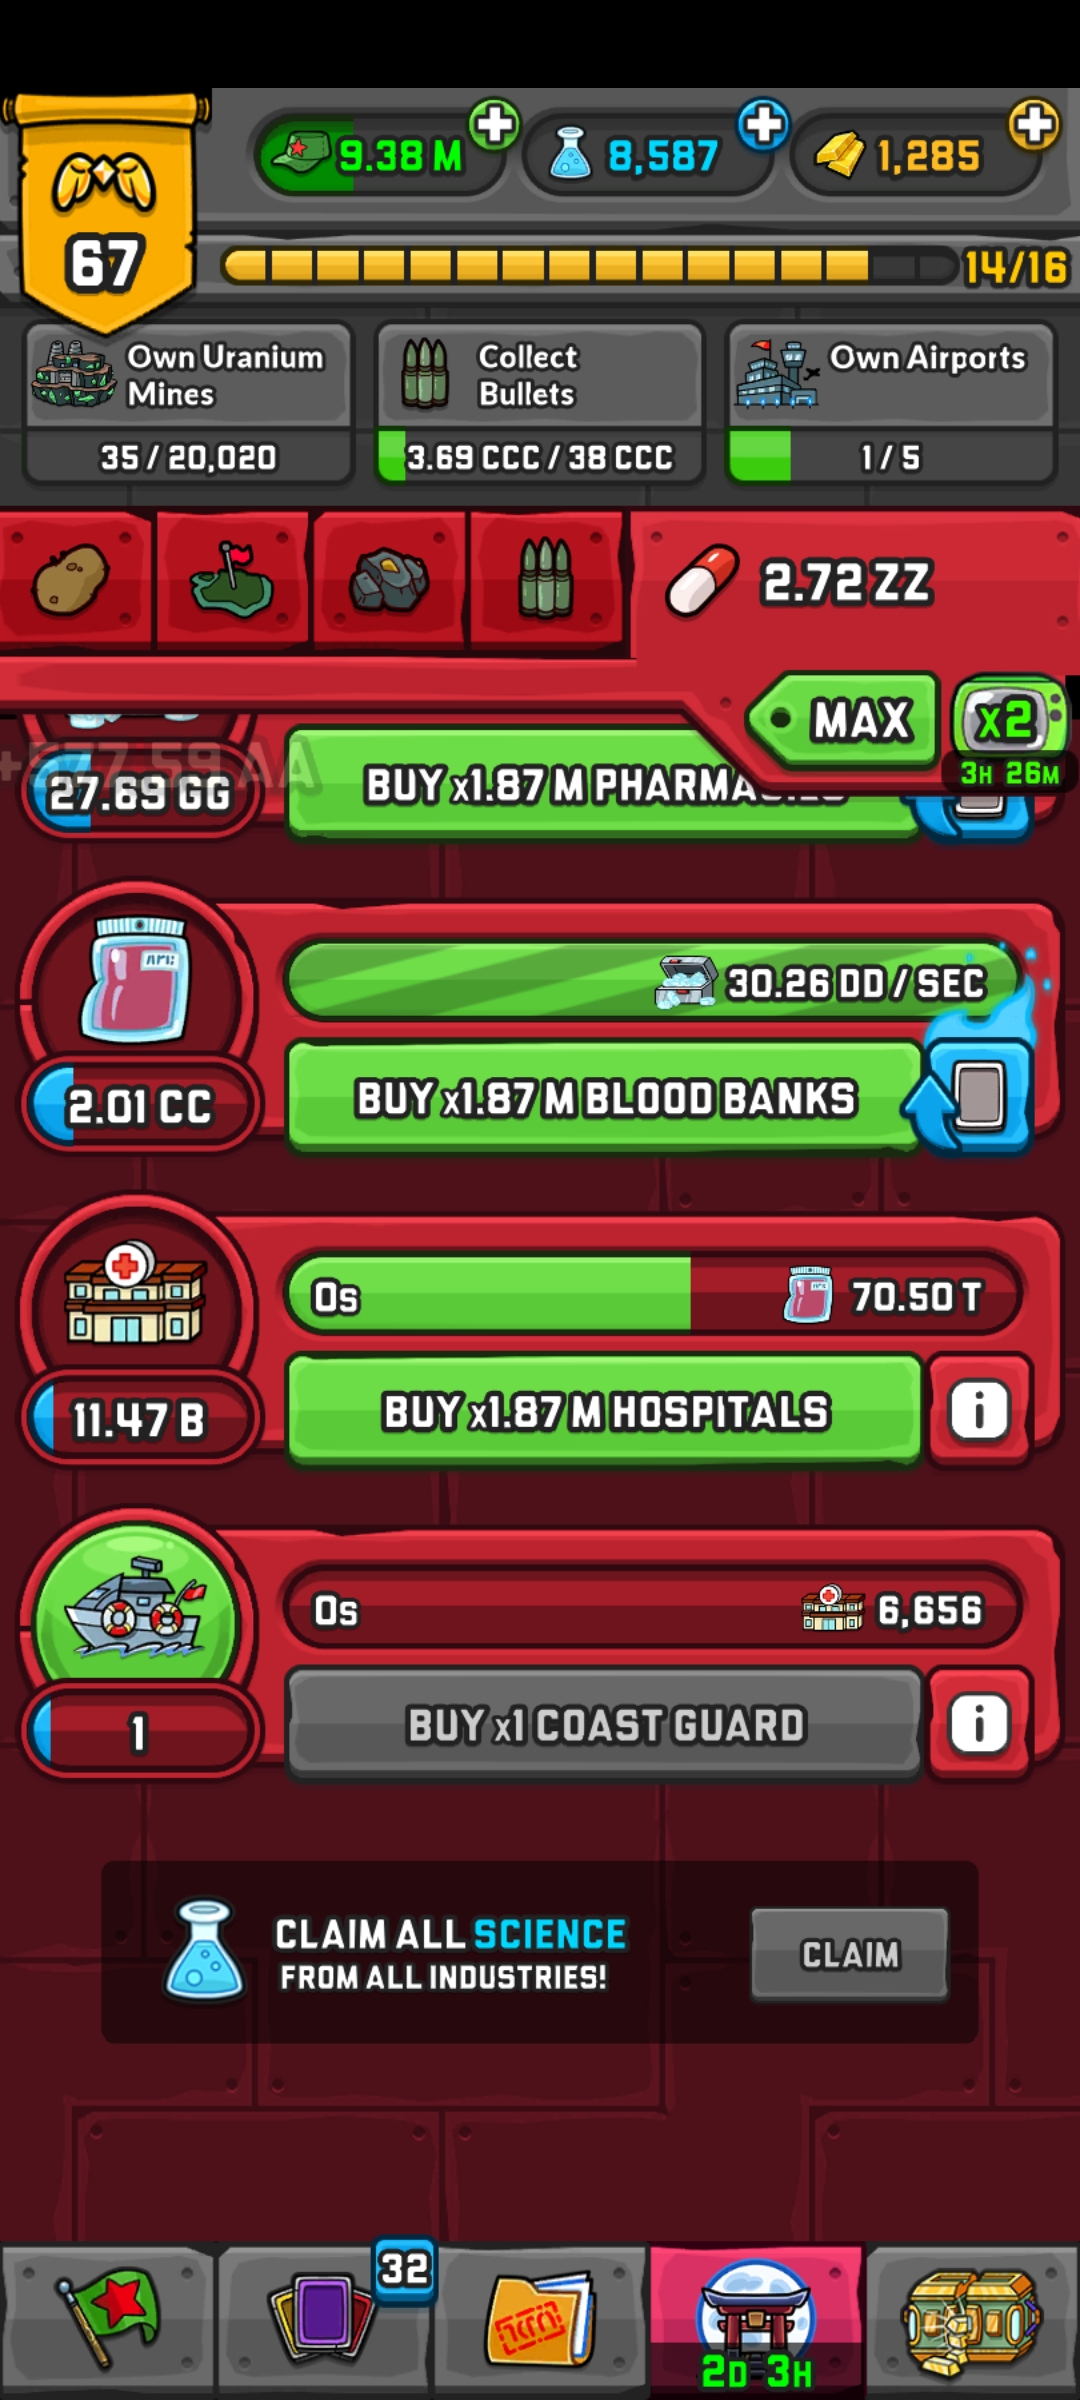 67
9.38 M
8,587
1,285
14/16
Own Uranium
Mines
35 / 20,020
Collect
Bullets
3.69 CCC / 38 CCC
Own Airports
1 / 5
2.72 ZZ
MAX
x2
3H 26M
+577.59 AA
27.69 GG
BUY x1.87 M PHARMACIES
30.26 DD / SEC
2.01 CC
BUY x1.87 M BLOOD BANKS
0s
70.50 T
11.47 B
BUY x1.87 M HOSPITALS
i
0s
6,656
1
BUY x1 COAST GUARD
i
CLAIM ALL SCIENCE
FROM ALL INDUSTRIES!
CLAIM
32
2D 3H